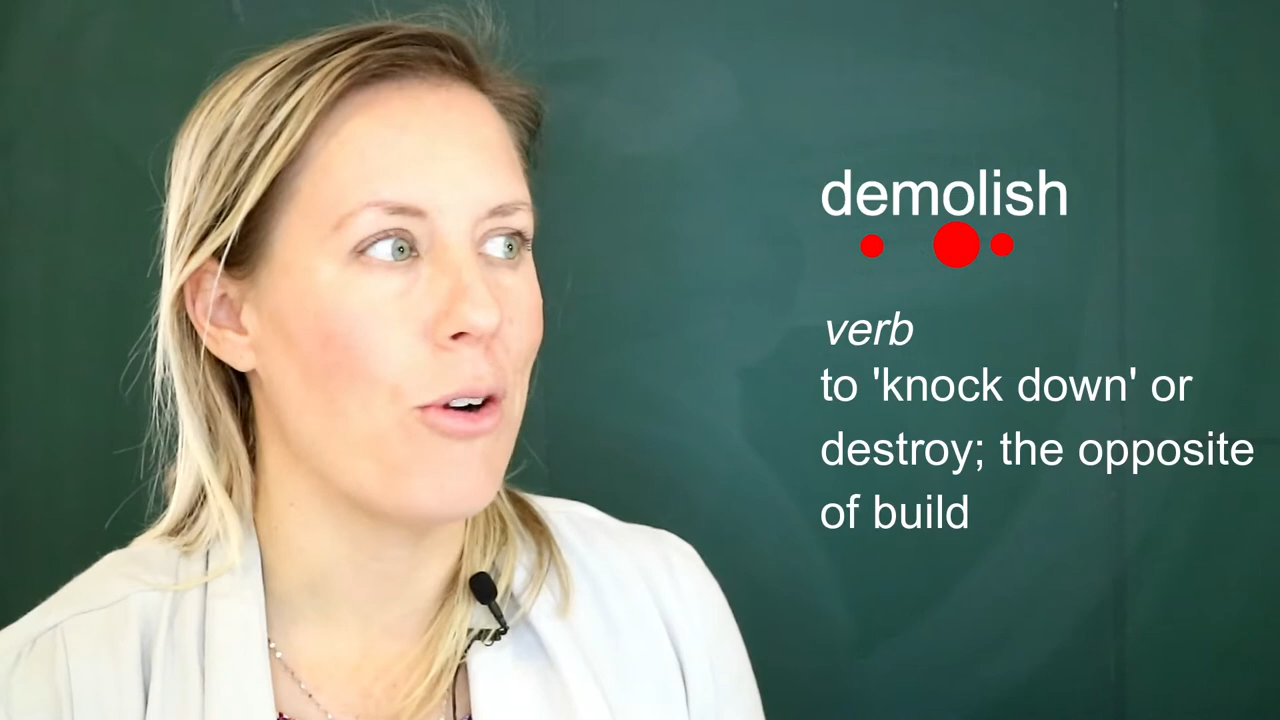 demolish
verb
to 'knock down' or
destroy; the opposite
of build